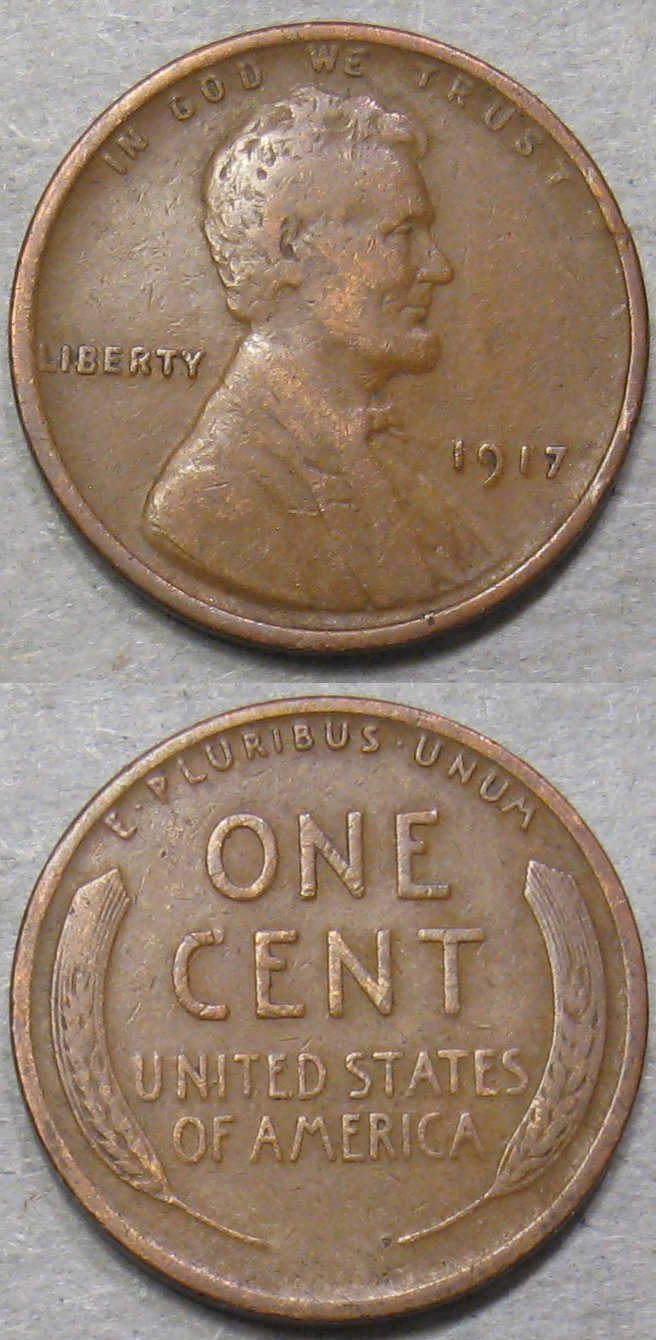 IN GOD WE TRUST
LIBERTY
1917
E·PLURIBUS·UNUM
ONE
CENT
UNITED STATES
OF AMERICA